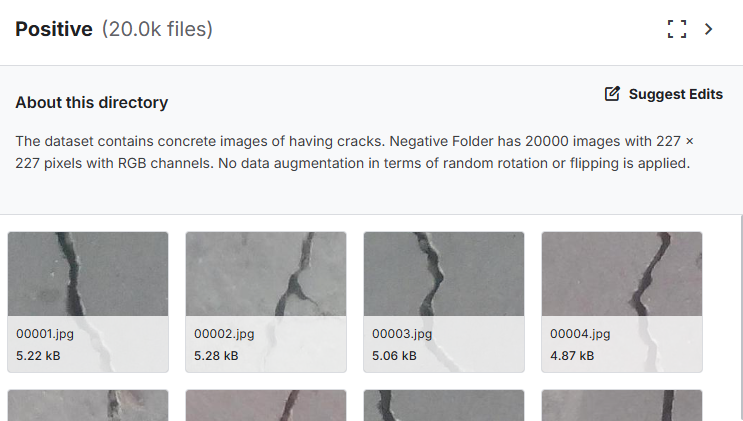 Positive (20.0k files)
About this directory
Suggest Edits
The dataset contains concrete images of having cracks. Negative Folder has 20000 images with 227 ×
227 pixels with RGB channels. No data augmentation in terms of random rotation or flipping is applied.
00001.jpg
5.22 kB
00002.jpg
5.28 kB
00003.jpg
5.06 kB
00004.jpg
4.87 kB